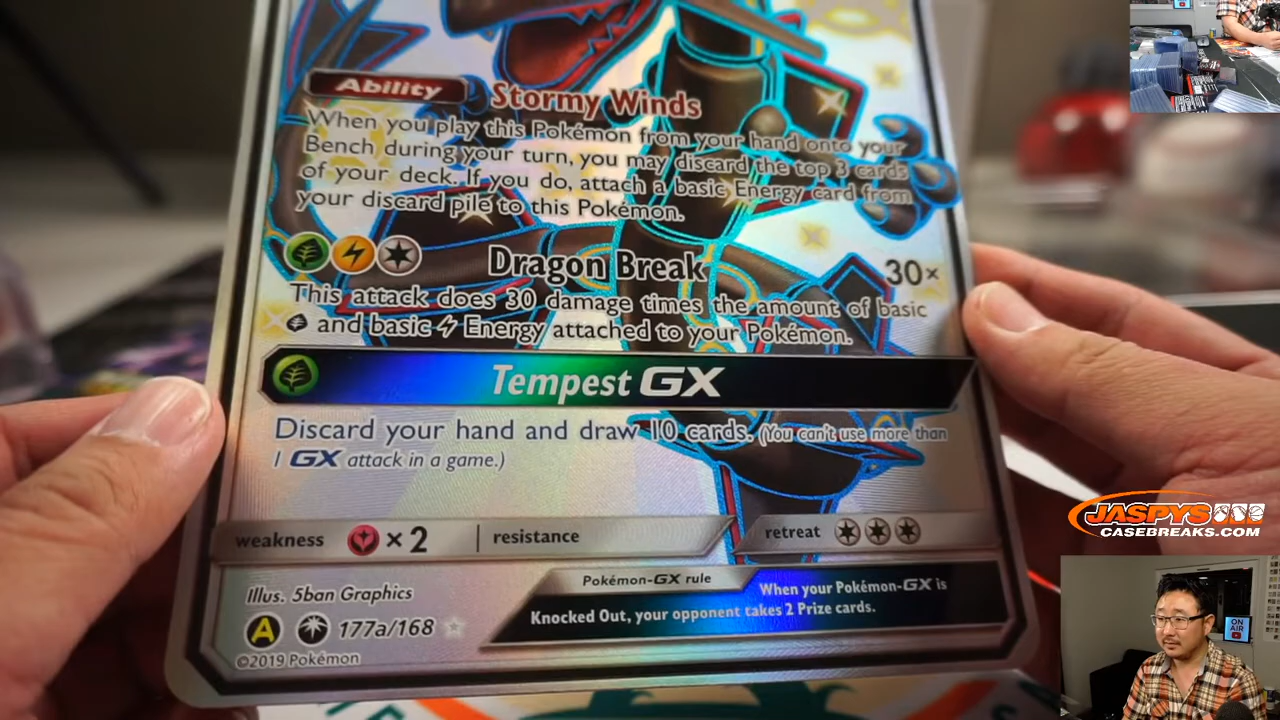 Ability Stormy Winds
When you play this Pokémon from your hand onto your
Bench during your turn, you may discard the top 3 cards
of your deck. If you do, attach a basic Energy card from
your discard pile to this Pokémon.
Dragon Break 30×
This attack does 30 damage times the amount of basic
and basic Energy attached to your Pokémon.
Tempest GX
Discard your hand and draw 10 cards. (You can't use more than
1 GX attack in a game.)
weakness ×2 resistance retreat
Pokémon-GX rule
When your Pokémon-GX is
Knocked Out, your opponent takes 2 Prize cards.
Illus. 5ban Graphics
A 177a/168
©2019 Pokémon
JASPYS
CASEBREAKS.COM
ON
AIR